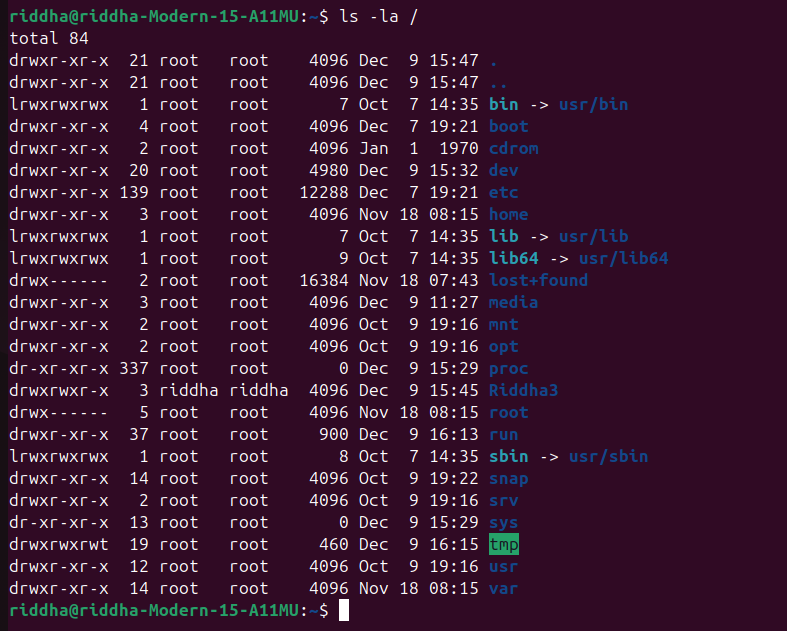 riddha@riddha-Modern-15-A11MU:~$ ls -la /
total 84
drwxr-xr-x  21 root   root    4096 Dec  9 15:47 .
drwxr-xr-x  21 root   root    4096 Dec  9 15:47 ..
lrwxrwxrwx   1 root   root       7 Oct  7 14:35 bin -> usr/bin
drwxr-xr-x   4 root   root    4096 Dec  7 19:21 boot
drwxr-xr-x   2 root   root    4096 Jan  1  1970 cdrom
drwxr-xr-x  20 root   root    4980 Dec  9 15:32 dev
drwxr-xr-x 139 root   root   12288 Dec  7 19:21 etc
drwxr-xr-x   3 root   root    4096 Nov 18 08:15 home
lrwxrwxrwx   1 root   root       7 Oct  7 14:35 lib -> usr/lib
lrwxrwxrwx   1 root   root       9 Oct  7 14:35 lib64 -> usr/lib64
drwx------   2 root   root   16384 Nov 18 07:43 lost+found
drwxr-xr-x   3 root   root    4096 Dec  9 11:27 media
drwxr-xr-x   2 root   root    4096 Oct  9 19:16 mnt
drwxr-xr-x   2 root   root    4096 Oct  9 19:16 opt
dr-xr-xr-x 337 root   root       0 Dec  9 15:29 proc
drwxrwxr-x   3 riddha riddha  4096 Dec  9 15:45 Riddha3
drwx------   5 root   root    4096 Nov 18 08:15 root
drwxr-xr-x  37 root   root     900 Dec  9 16:13 run
lrwxrwxrwx   1 root   root       8 Oct  7 14:35 sbin -> usr/sbin
drwxr-xr-x  14 root   root    4096 Oct  9 19:22 snap
drwxr-xr-x   2 root   root    4096 Oct  9 19:16 srv
dr-xr-xr-x  13 root   root       0 Dec  9 15:29 sys
drwxrwxrwt  19 root   root     460 Dec  9 16:15 tmp
drwxr-xr-x  12 root   root    4096 Oct  9 19:16 usr
drwxr-xr-x  14 root   root    4096 Nov 18 08:15 var
riddha@riddha-Modern-15-A11MU:~$